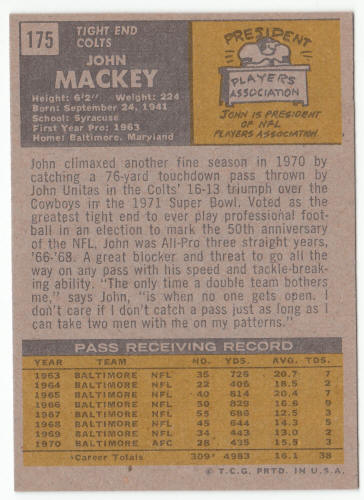 175
TIGHT END
COLTS
JOHN
MACKEY
Height: 6'2" Weight: 224
Born: September 24, 1941
School: Syracuse
First Year Pro: 1963
Home: Baltimore, Maryland
PRESIDENT
PLAYERS
ASSOCIATION
JOHN IS PRESIDENT
OF NFL
PLAYERS ASSOCIATION.
John climaxed another fine season in 1970 by
catching a 76-yard touchdown pass thrown by
John Unitas in the Colts' 16-13 triumph over the
Cowboys in the 1971 Super Bowl. Voted as the
greatest tight end to ever play professional foot-
ball in an election to mark the 50th anniversary
of the NFL, John was All-Pro three straight years,
'66-'68. A great blocker and threat to go all the
way on any pass with his speed and tackle-break-
ing ability. "The only time a double team bothers
me," says John, "is when no one gets open. I
don't care if I don't catch a pass just as long as I
can take two men with me on my patterns."
PASS RECEIVING RECORD
YEAR TEAM NO. YDS. AVG. TDS.
1963 BALTIMORE NFL 35 726 20.7 7
1964 BALTIMORE NFL 22 406 18.5 2
1965 BALTIMORE NFL 40 814 20.4 7
1966 BALTIMORE NFL 50 829 16.6 9
1967 BALTIMORE NFL 55 686 12.5 3
1968 BALTIMORE NFL 45 644 14.3 5
1969 BALTIMORE NFL 34 443 13.0 2
1970 BALTIMORE AFC 28 435 15.5 3
Career Totals 309 4983 16.1 38
© T.C.G. PRTD. IN U.S.A.